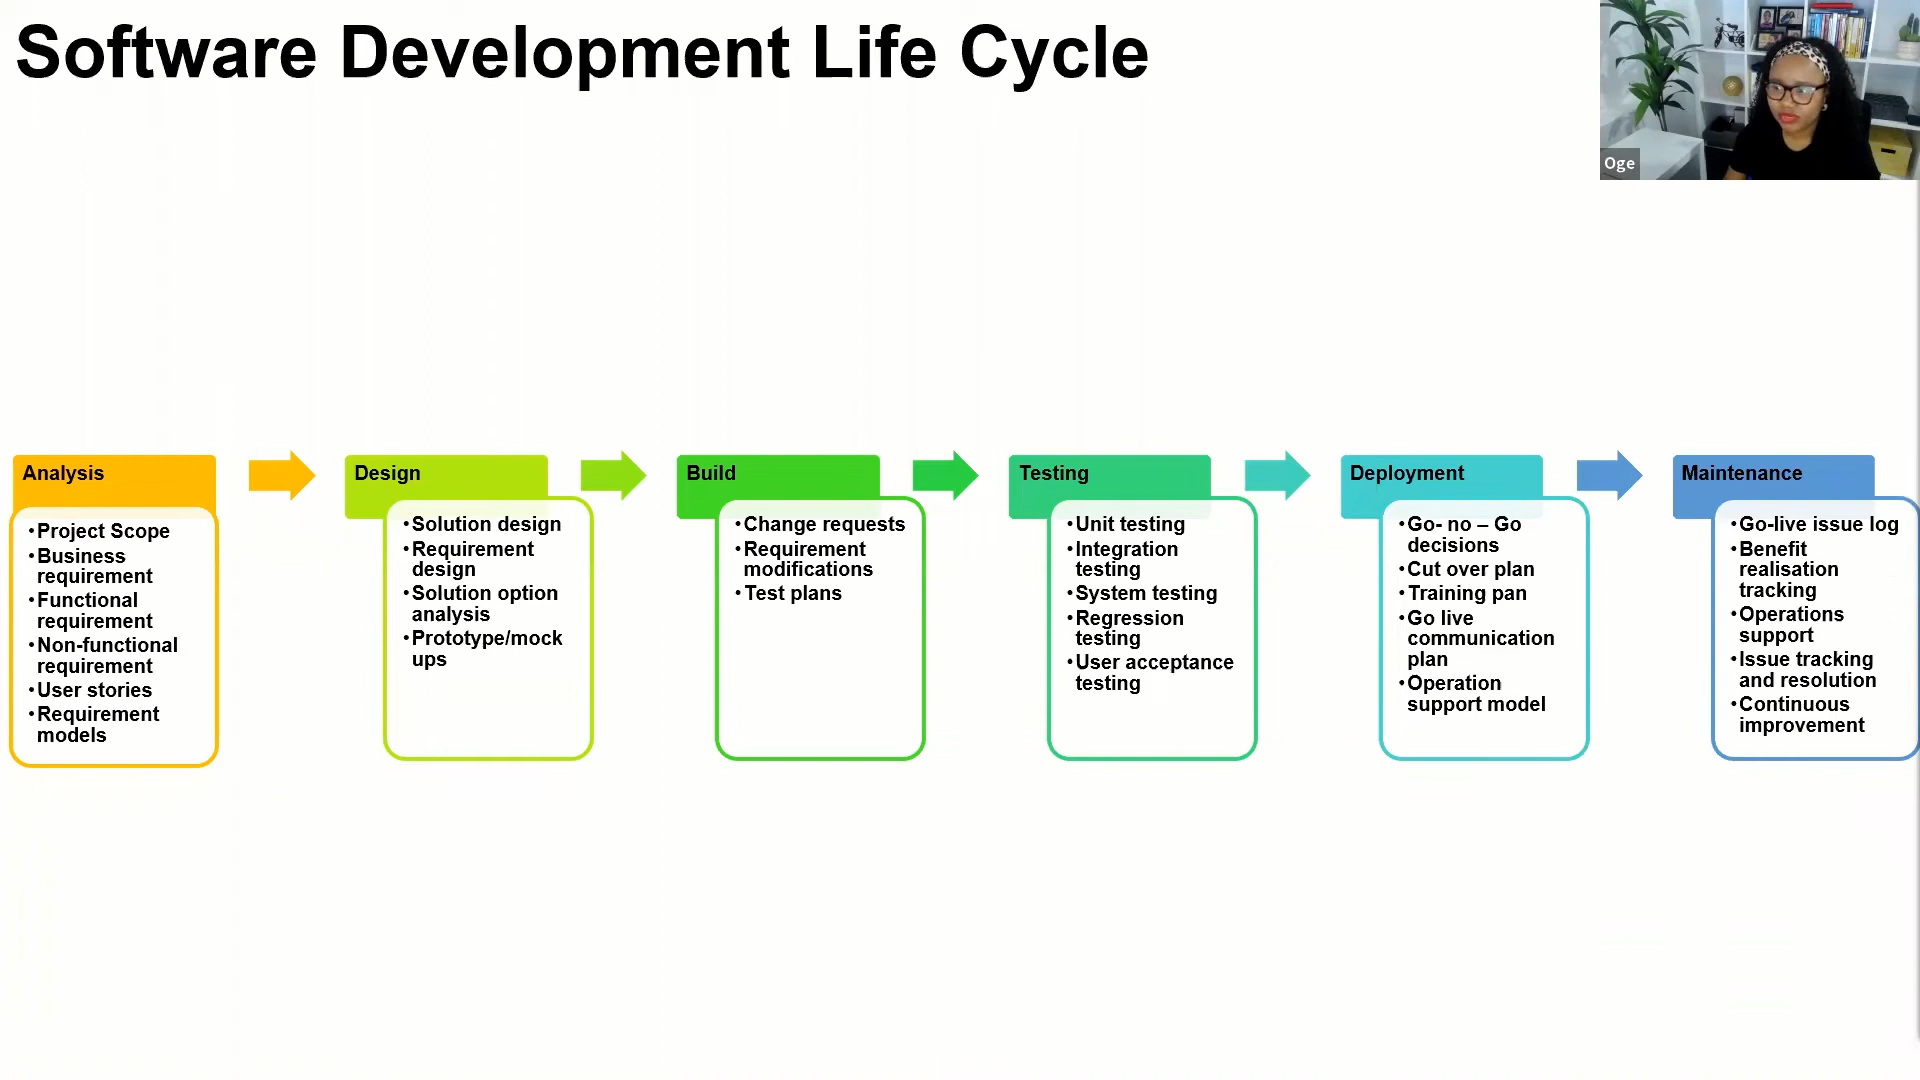 Software Development Life Cycle
Oge
Analysis
•Project Scope
•Business
requirement
•Functional
requirement
•Non-functional
requirement
•User stories
•Requirement
models
Design
•Solution design
•Requirement
design
•Solution option
analysis
•Prototype/mock
ups
Build
•Change requests
•Requirement
modifications
•Test plans
Testing
•Unit testing
•Integration
testing
•System testing
•Regression
testing
•User acceptance
testing
Deployment
•Go- no – Go
decisions
•Cut over plan
•Training pan
•Go live
communication
plan
•Operation
support model
Maintenance
•Go-live issue log
•Benefit
realisation
tracking
•Operations
support
•Issue tracking
and resolution
•Continuous
improvement